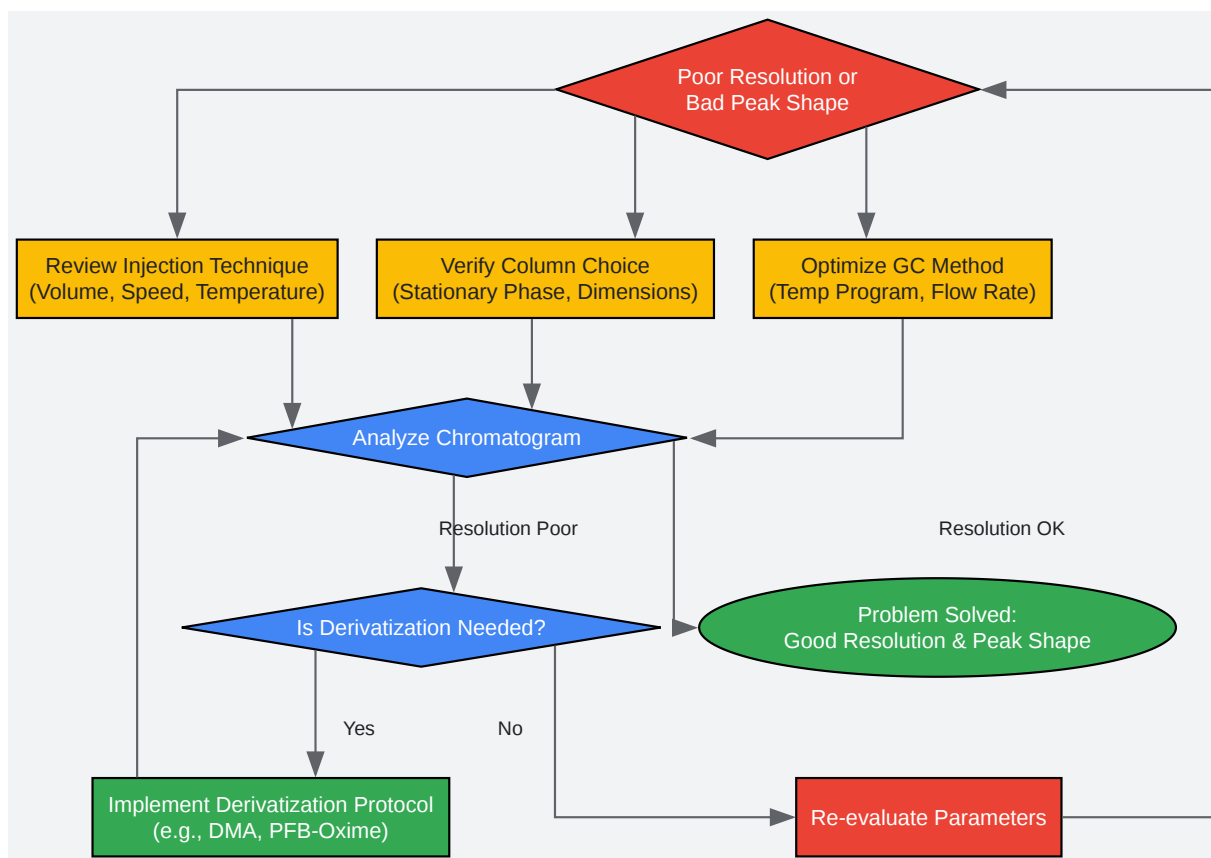 Poor Resolution or
Bad Peak Shape
Review Injection Technique
(Volume, Speed, Temperature)
Verify Column Choice
(Stationary Phase, Dimensions)
Optimize GC Method
(Temp Program, Flow Rate)
Analyze Chromatogram
Resolution Poor
Resolution OK
Is Derivatization Needed?
Problem Solved:
Good Resolution & Peak Shape
Yes
No
Implement Derivatization Protocol
(e.g., DMA, PFB-Oxime)
Re-evaluate Parameters